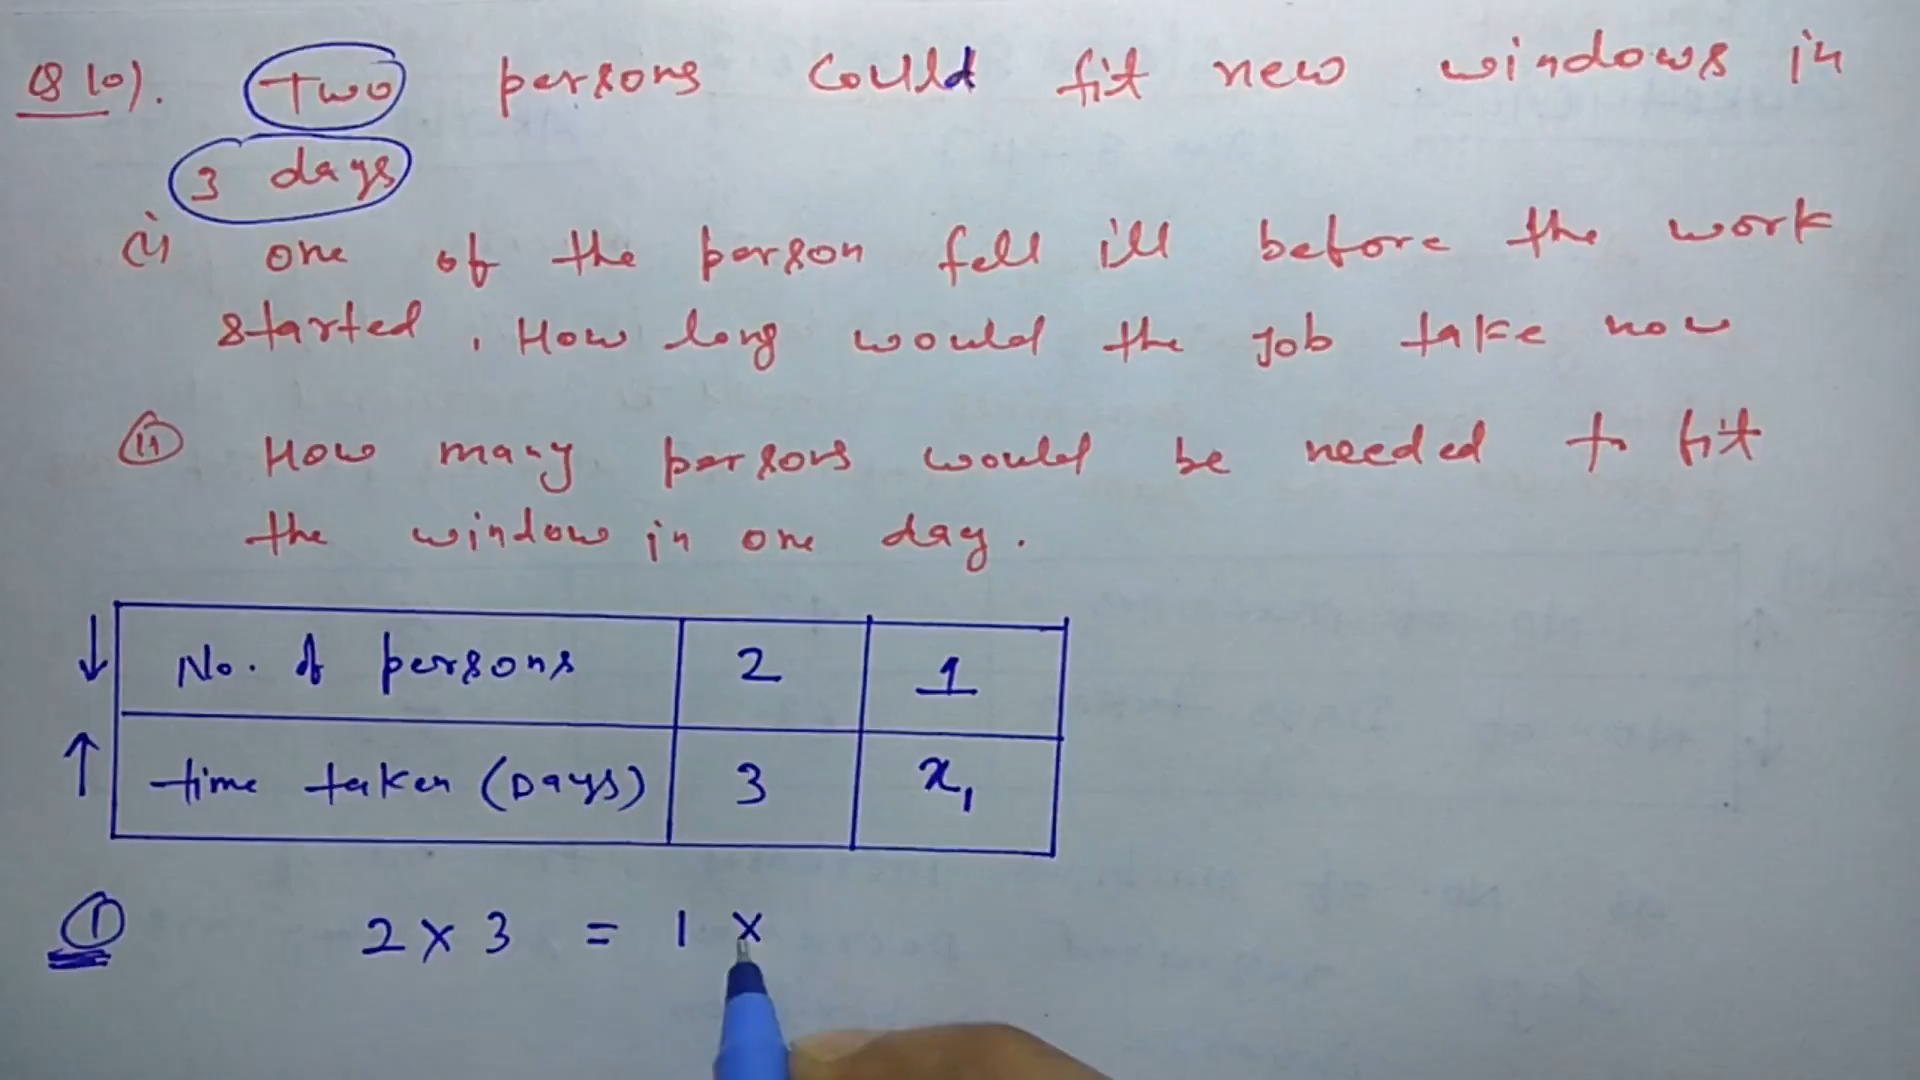 Q 10). Two persons could fit new windows in
3 days
(i) one of the person fell ill before the work
started, How long would the Job take now
(ii) How many persons would be needed to fit
the window in one day.
↓ No. of persons 2 1
↑ time taken (Days) 3 x₁
(1) 2 × 3 = 1 ×